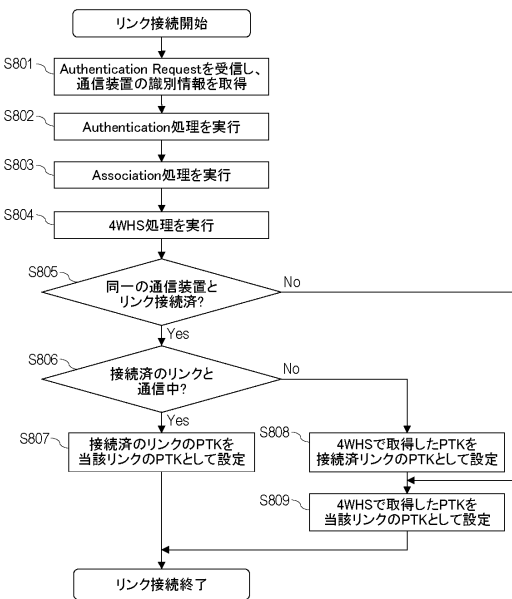 リンク接続開始
S801
Authentication Requestを受信し、
通信装置の識別情報を取得
S802
Authentication処理を実行
S803
Association処理を実行
S804
4WHS処理を実行
S805
同一の通信装置と
リンク接続済?
No
Yes
S806
接続済のリンクと
通信中?
No
Yes
S807
接続済のリンクのPTKを
当該リンクのPTKとして設定
S808
4WHSで取得したPTKを
接続済リンクのPTKとして設定
S809
4WHSで取得したPTKを
当該リンクのPTKとして設定
リンク接続終了